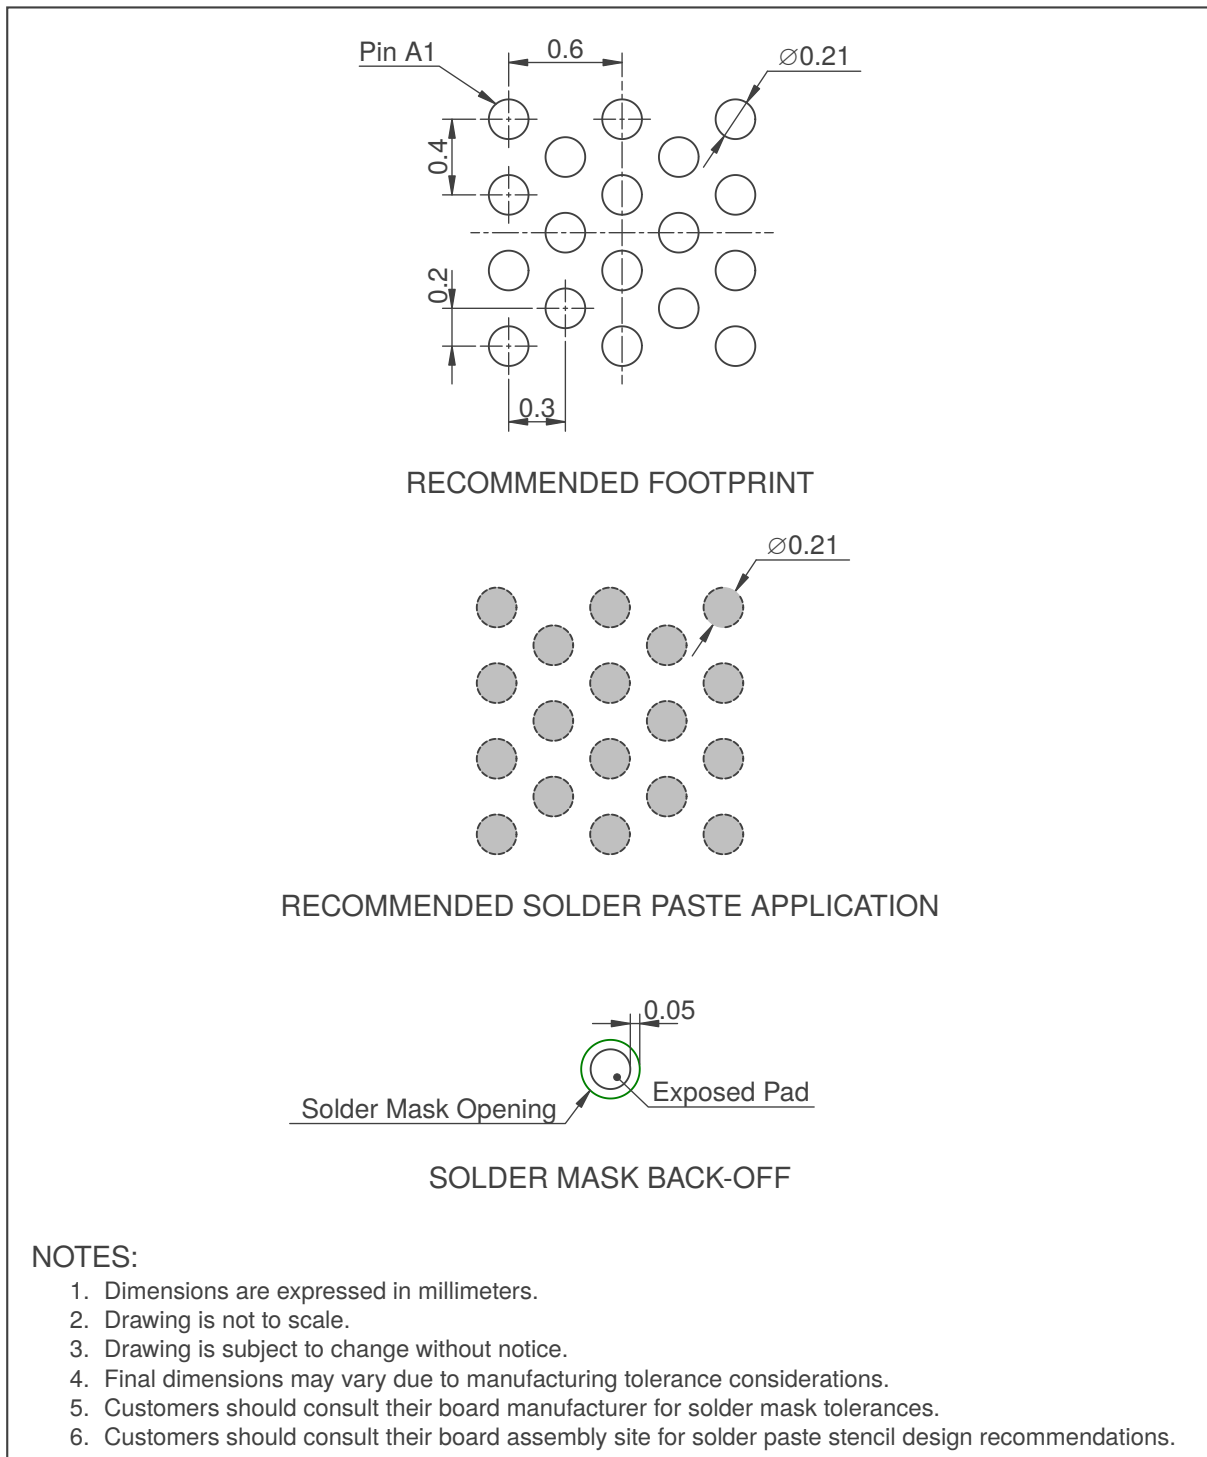 Pin A1
0.6
∅0.21
0.4
0.2
0.3
RECOMMENDED FOOTPRINT
∅0.21
RECOMMENDED SOLDER PASTE APPLICATION
0.05
Exposed Pad
Solder Mask Opening
SOLDER MASK BACK-OFF
NOTES:
1. Dimensions are expressed in millimeters.
2. Drawing is not to scale.
3. Drawing is subject to change without notice.
4. Final dimensions may vary due to manufacturing tolerance considerations.
5. Customers should consult their board manufacturer for solder mask tolerances.
6. Customers should consult their board assembly site for solder paste stencil design recommendations.